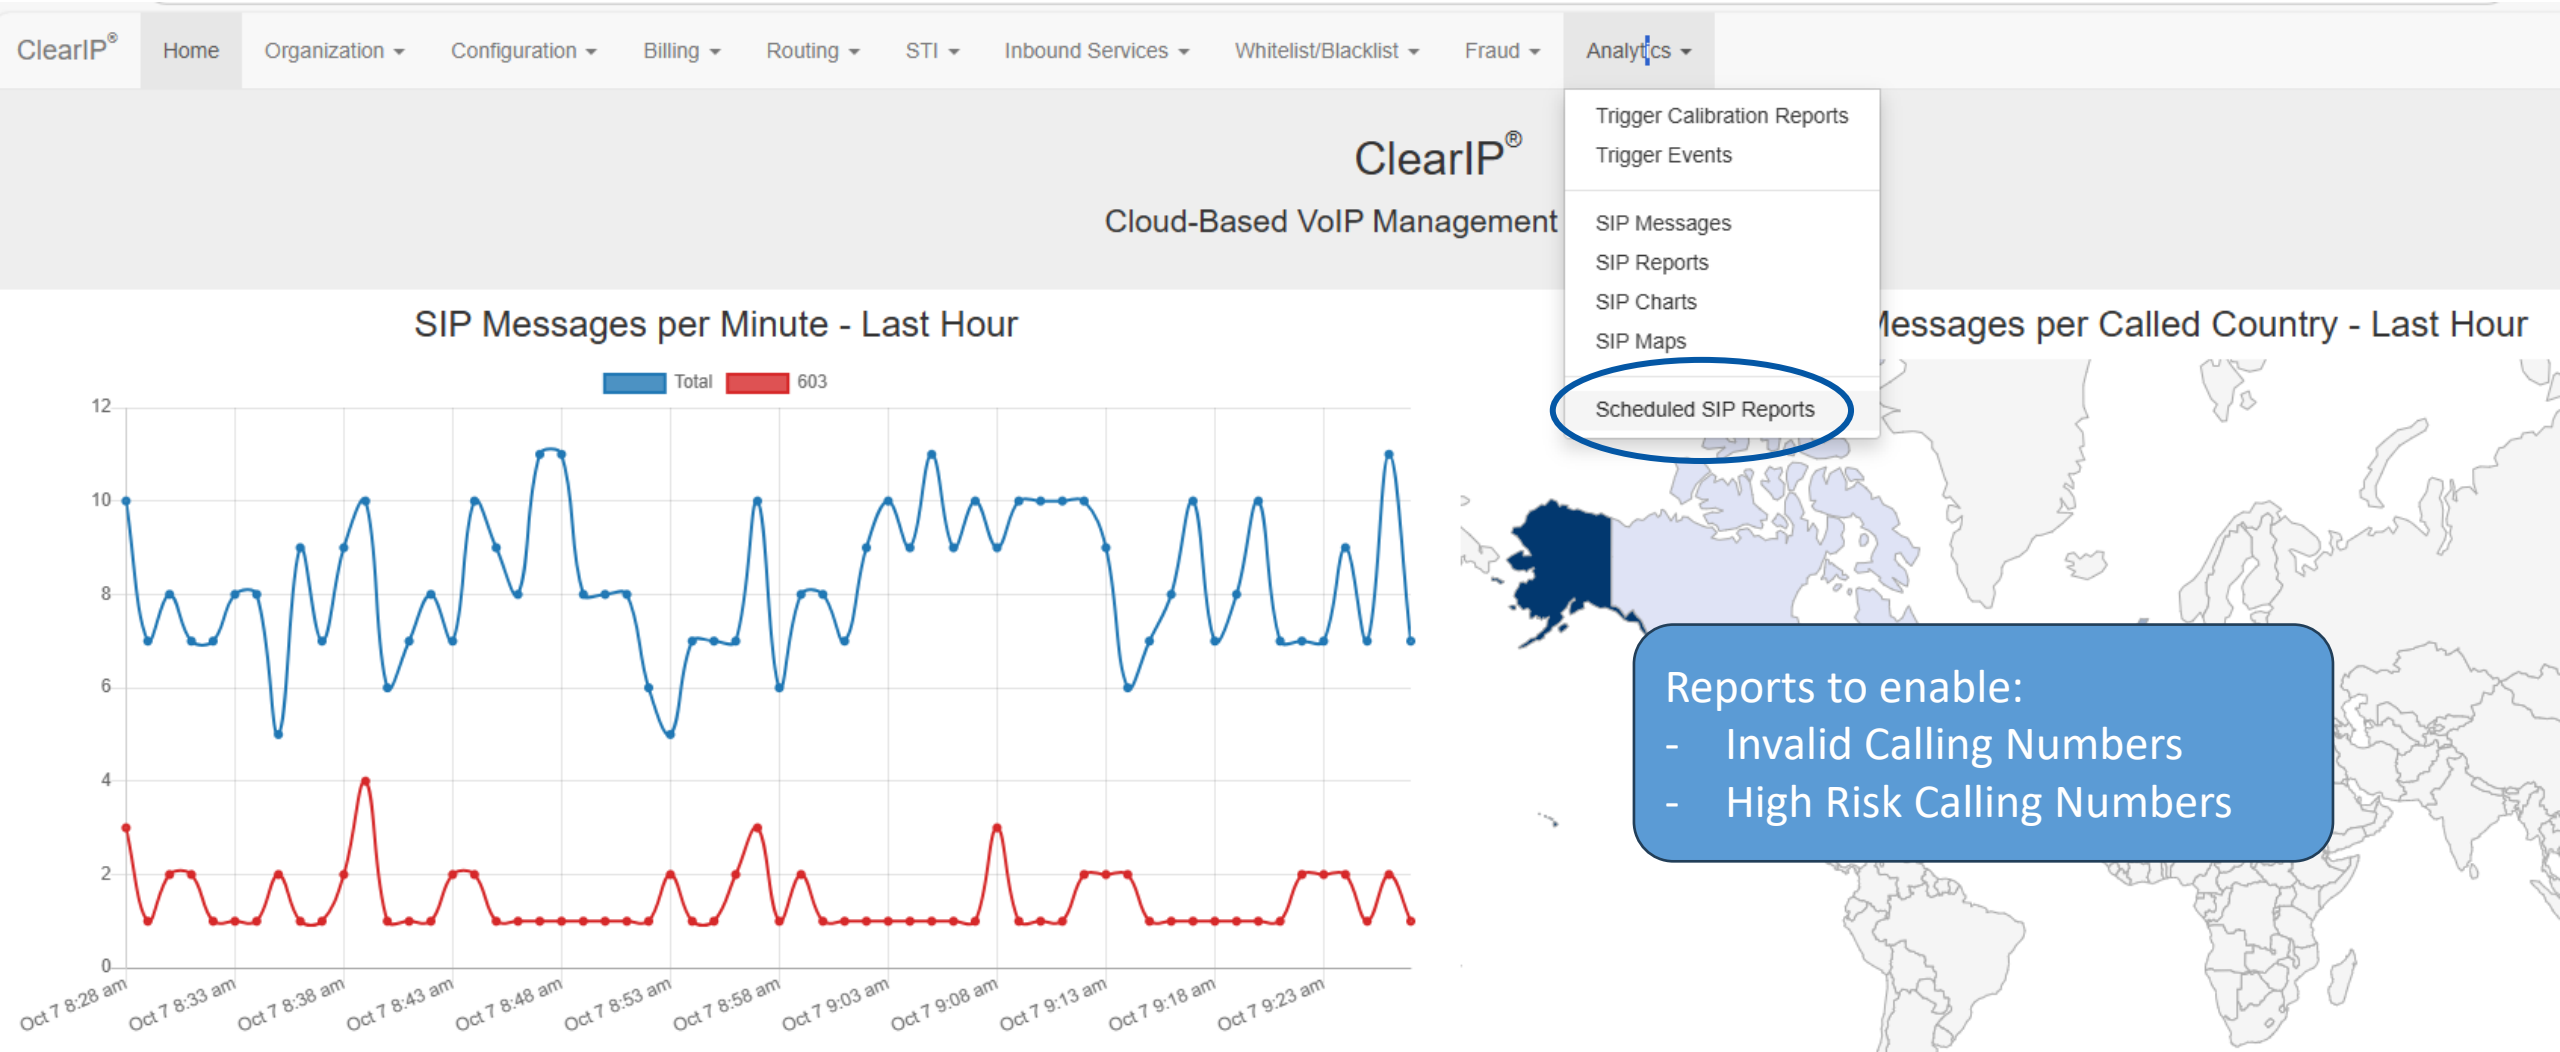 ClearIP® Home Organization Configuration Billing Routing STI Inbound Services Whitelist/Blacklist Fraud Analytics
Trigger Calibration Reports
Trigger Events
SIP Messages
SIP Reports
SIP Charts
SIP Maps
Scheduled SIP Reports
ClearIP®
Cloud-Based VoIP Management
SIP Messages per Minute - Last Hour
Total 603
12
10
8
6
4
2
0
Oct 7 8:28 am Oct 7 8:33 am Oct 7 8:38 am Oct 7 8:43 am Oct 7 8:48 am Oct 7 8:53 am Oct 7 8:58 am Oct 7 9:03 am Oct 7 9:08 am Oct 7 9:13 am Oct 7 9:18 am Oct 7 9:23 am
Messages per Called Country - Last Hour
Reports to enable:
- Invalid Calling Numbers
- High Risk Calling Numbers